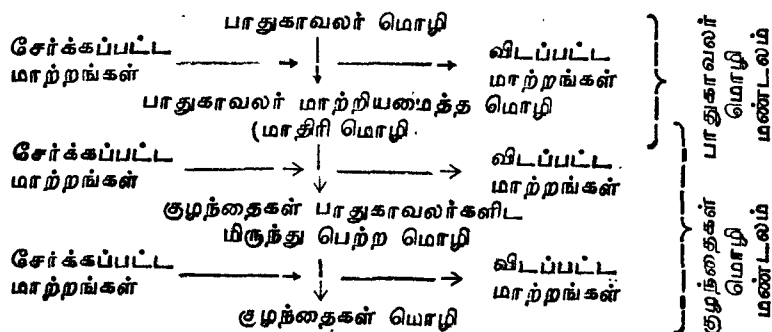 பாதுகாவலர் மொழி
சேர்க்கப்பட்ட
மாற்றங்கள்
விடப்பட்ட
மாற்றங்கள்
பாதுகாவலர் மாற்றியமைத்த மொழி
(மாதிரி மொழி.
சேர்க்கப்பட்ட
மாற்றங்கள்
விடப்பட்ட
மாற்றங்கள்
குழந்தைகள் பாதுகாவலர்களிட
மிருந்து பெற்ற மொழி
சேர்க்கப்பட்ட
மாற்றங்கள்
விடப்பட்ட
மாற்றங்கள்
குழந்தைகள் யொழி
பாதுகாவலர்
மொழி
மண்டலம்
குழந்தைகள்
மொழி
மண்டலம்